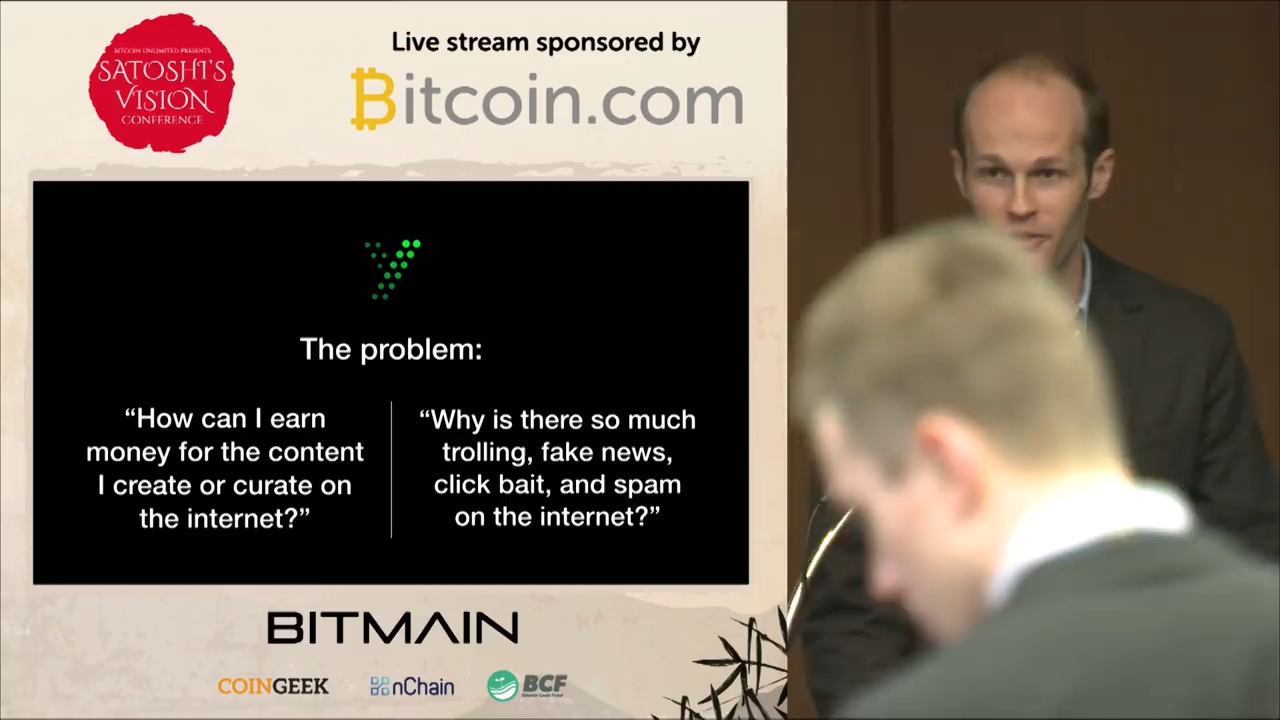 BITCOIN UNLIMITED PRESENTS
SATOSHI'S
VISION
CONFERENCE
Live stream sponsored by
Bitcoin.com
The problem:
“How can I earn
money for the content
I create or curate on
the internet?”
“Why is there so much
trolling, fake news,
click bait, and spam
on the internet?”
BITMAIN
COINGEEK
nChain
BCF